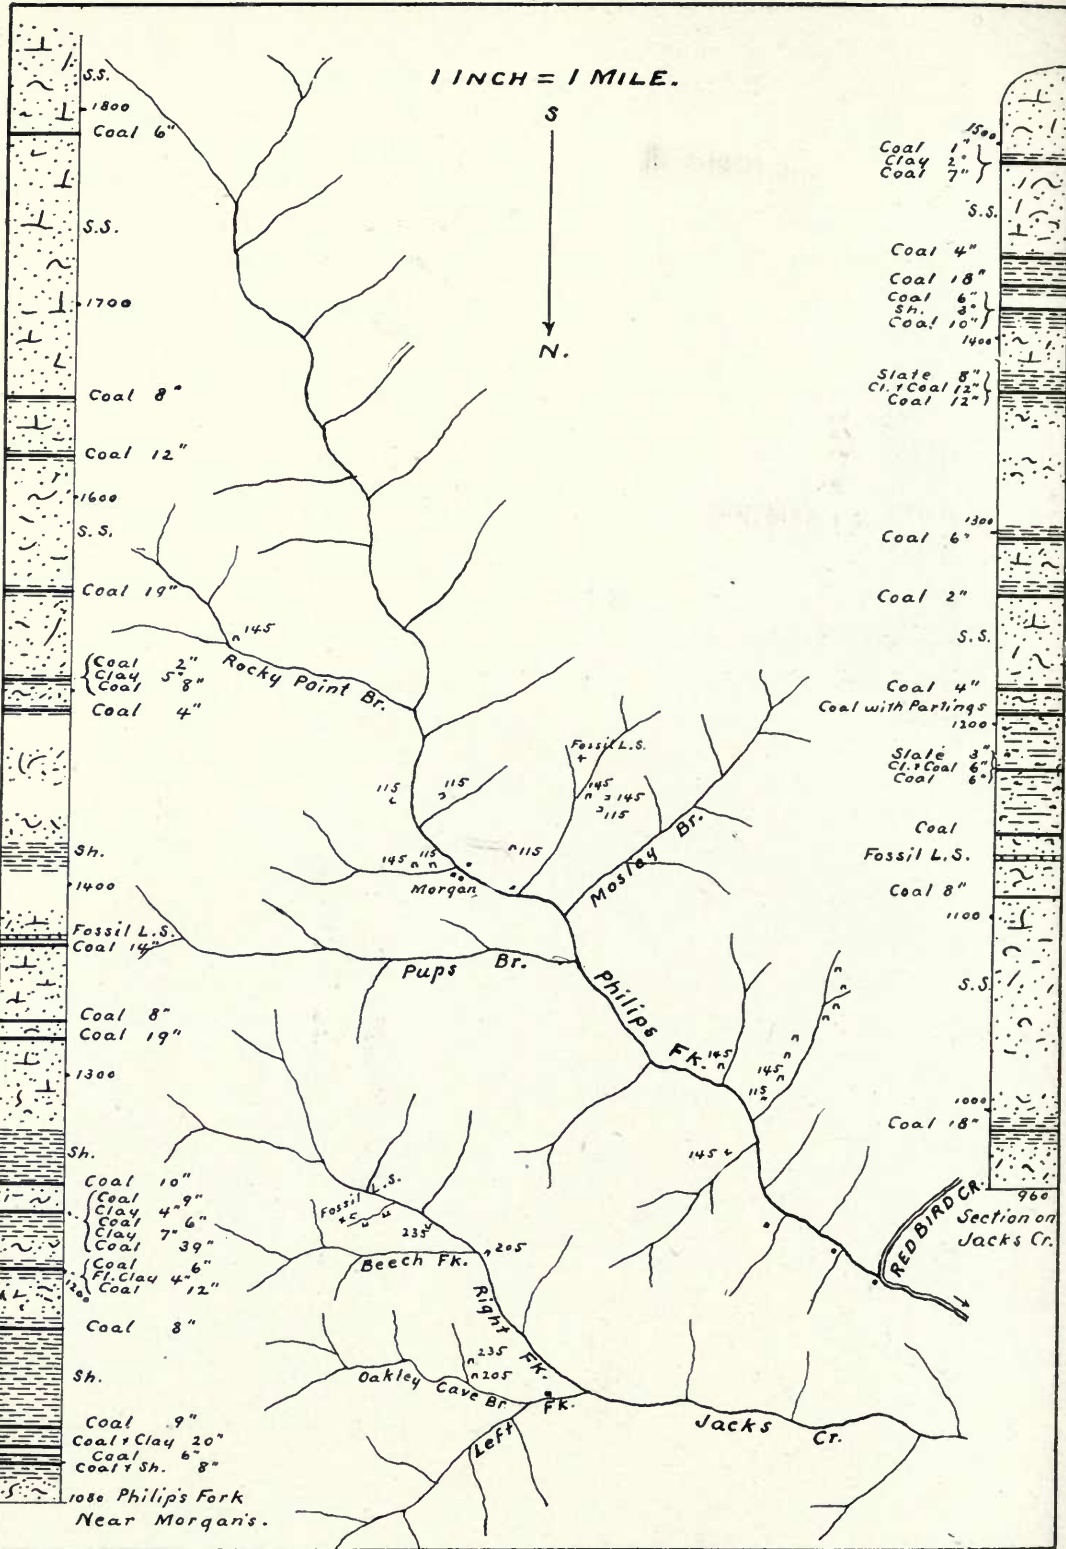 1 INCH = 1 MILE.
S
N.
S.S.
1800
Coal 6"
S.S.
1700
Coal 8"
Coal 12"
1600
S.S.
Coal 19"
Coal 2"
Clay 5"
Coal 8"
Coal 4"
Sh.
1400
Fossil L.S.
Coal 14"
Coal 8"
Coal 19"
1300
Sh.
Coal 10"
Coal 9"
Clay 4"
Coal 6"
Clay 7"
Coal 39"
Coal 6"
Fl. Clay 4"
Coal 12"
1200
Coal 8"
Sh.
Coal 9"
Coal + Clay 20"
Coal 6"
Coal + Sh. 8"
1080 Philip's Fork
Near Morgan's.
145
Rocky Point Br.
115
115
Fossil L.S.
145
145
115
115
145 115
Morgan
Mosley Br.
Pups Br.
Philips Fk.
145
145
115
145
Fossil L.S.
235
205
Beech Fk.
Right Fk.
235
205
Oakley Cave Br.
Fk.
Left
Jacks Cr.
RED BIRD CR.
1500
Coal 1"
Clay 2"
Coal 7"
S.S.
Coal 4"
Coal 18"
Coal 6"
Sh. 8"
Coal 10"
1400
Slate 8"
Cl. + Coal 12"
Coal 12"
1300
Coal 6"
Coal 2"
S.S.
Coal 4"
Coal with Partings
1200
Slate 3"
Cl. + Coal 6"
Coal 6"
Coal
Fossil L.S.
Coal 8"
1100
S.S.
1000
Coal 18"
960
Section on
Jacks Cr.